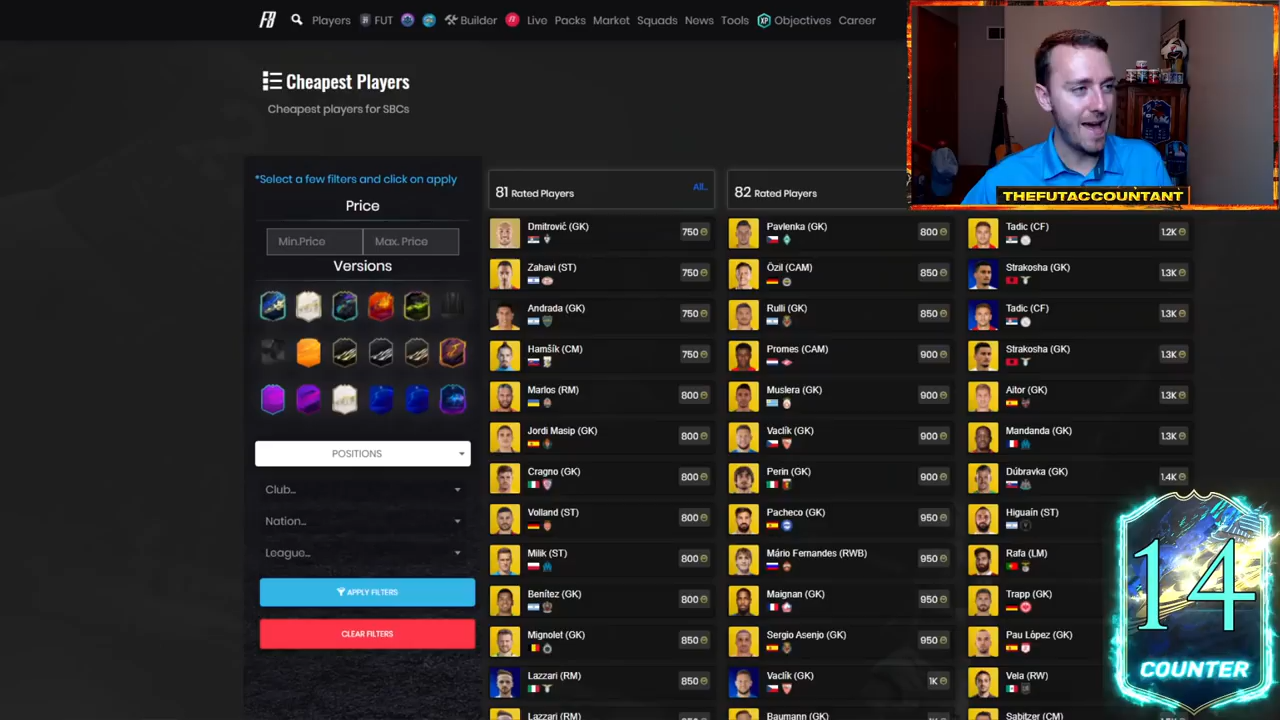 Players FUT Builder Live Packs Market Squads News Tools XP Objectives Career
Cheapest Players
Cheapest players for SBCs
*Select a few filters and click on apply
Price
Min.Price Max. Price
Versions
POSITIONS
Club...
Nation...
League...
APPLY FILTERS
CLEAR FILTERS
81 Rated Players All..
Dmitrovič (GK) 750
Zahavi (ST) 750
Andrada (GK) 750
Hamšík (CM) 750
Marlos (RM) 800
Jordi Masip (GK) 800
Cragno (GK) 800
Volland (ST) 800
Milik (ST) 800
Benítez (GK) 800
Mignolet (GK) 850
Lazzari (RM) 850
Lazzari (RM)
82 Rated Players
Pavlenka (GK) 800
Özil (CAM) 850
Rulli (GK) 850
Promes (CAM) 900
Muslera (GK) 900
Vaclík (GK) 900
Perin (GK) 900
Pacheco (GK) 950
Mário Fernandes (RWB) 950
Maignan (GK) 950
Sergio Asenjo (GK) 950
Vaclík (GK) 1K
Baumann (GK)
Tadic (CF) 1.2K
Strakosha (GK) 1.3K
Tadic (CF) 1.3K
Strakosha (GK) 1.3K
Aitor (GK) 1.3K
Mandanda (GK) 1.3K
Dúbravka (GK) 1.4K
Higuaín (ST)
Rafa (LM)
Trapp (GK)
Pau López (GK)
Vela (RW)
Sabitzer (CM)
THEFUTACCOUNTANT
14
COUNTER